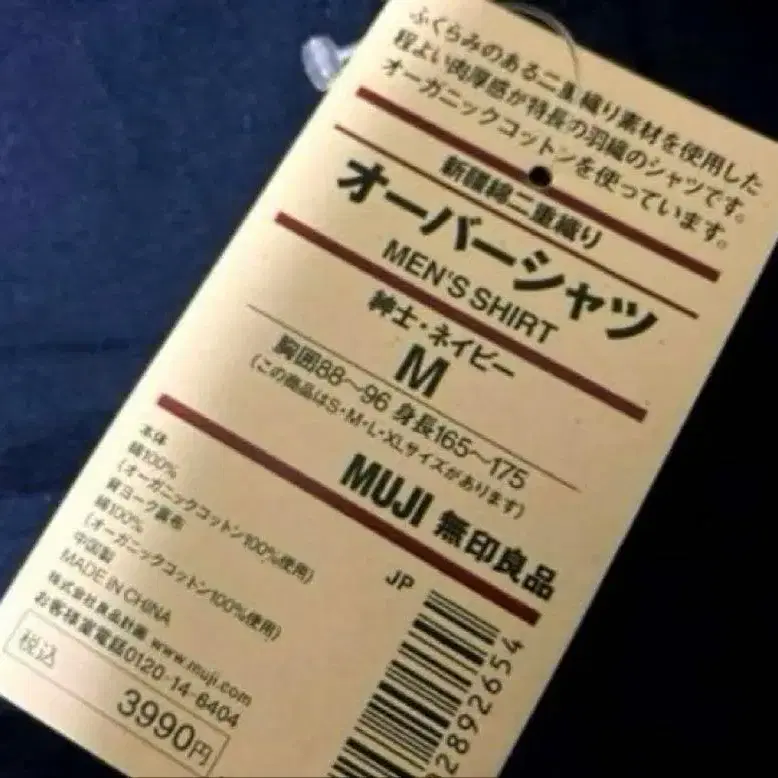 ふくらみのある二重織り素材を使用した
程よい肉厚感が特長の羽織のシャツです。
オーガニックコットンを使っています。
新疆綿二重織り
オーバーシャツ
MEN'S SHIRT
紳士・ネイビー
M
胸囲88〜96 身長165〜175
(この商品はS・M・L・XLサイズがあります)
MUJI 無印良品
本体
綿100%
(オーガニックコットン100%使用)
背ヨーク裏布
綿100%
(オーガニックコットン100%使用)
中国製
MADE IN CHINA
株式会社良品計画 www.muji.com
お客様室電話0120-14-6404
税込
3990円
JP
02892654